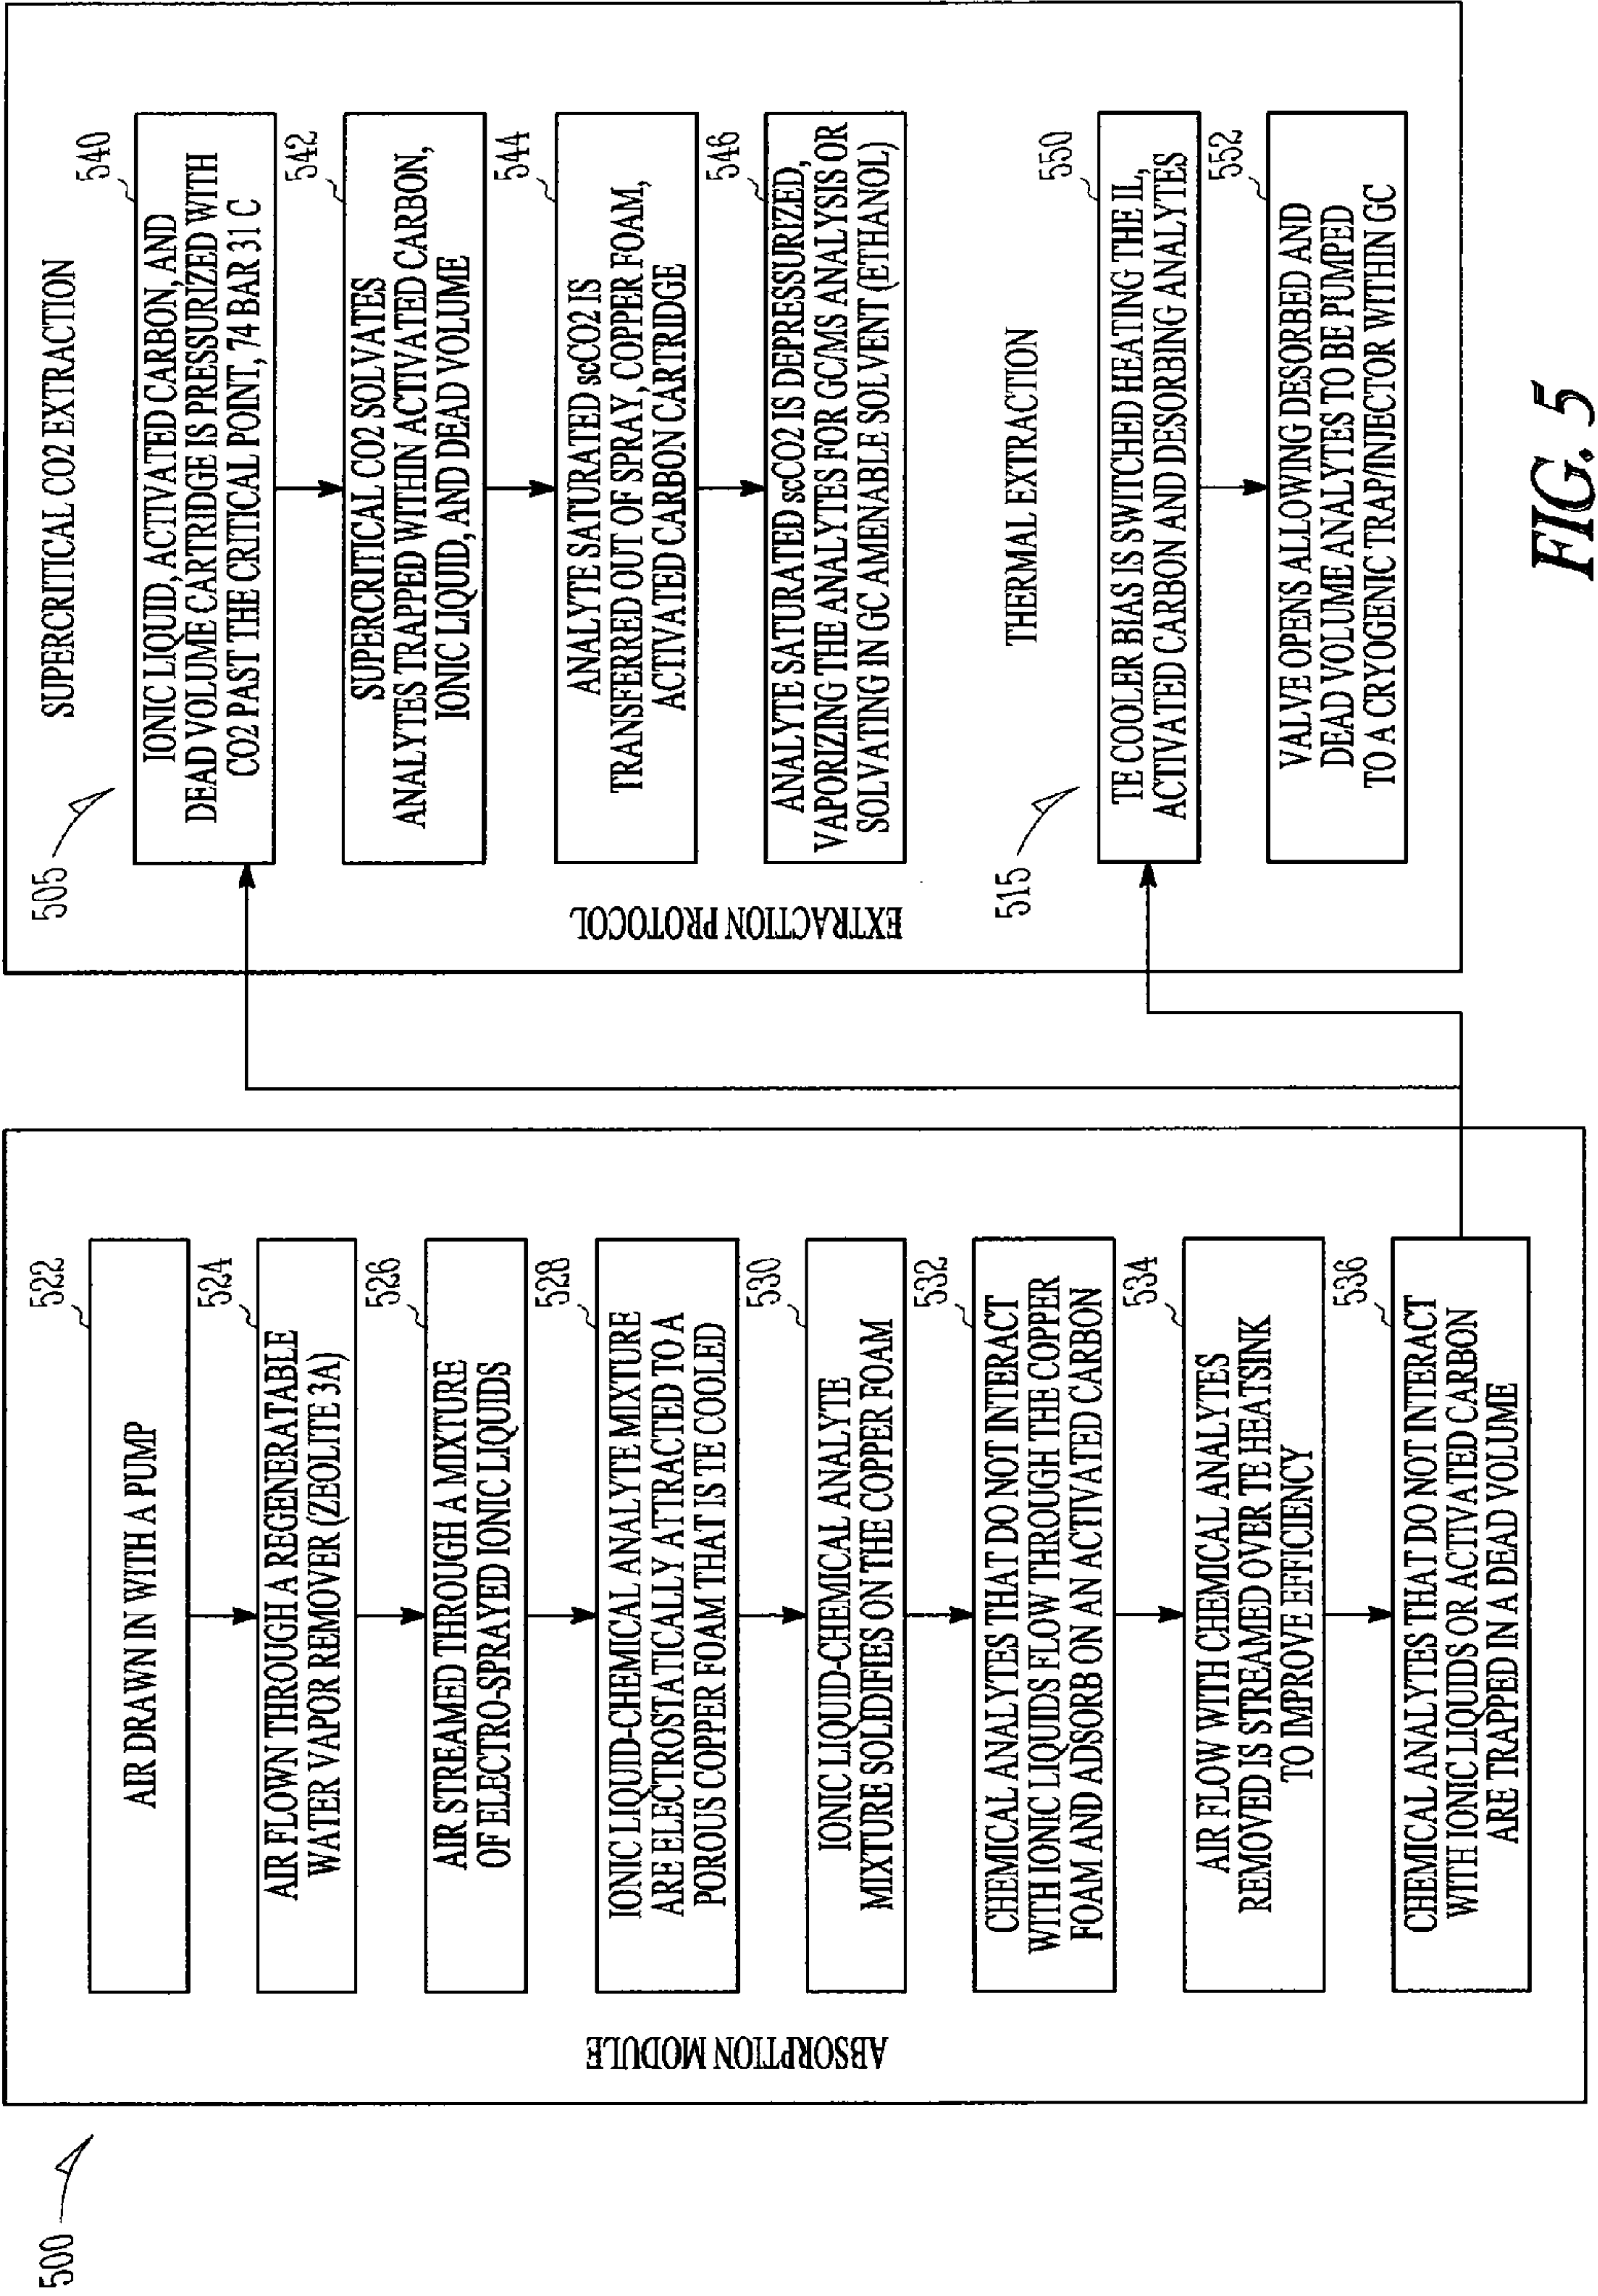 500
ABSORPTION MODULE
522
AIR DRAWN IN WITH A PUMP
524
AIR FLOWN THROUGH A REGENERATABLE
WATER VAPOR REMOVER (ZEOLITE 3A)
526
AIR STREAMED THROUGH A MIXTURE
OF ELECTRO-SPRAYED IONIC LIQUIDS
528
IONIC LIQUID-CHEMICAL ANALYTE MIXTURE
ARE ELECTROSTATICALLY ATTRACTED TO A
POROUS COPPER FOAM THAT IS TE COOLED
530
IONIC LIQUID-CHEMICAL ANALYTE
MIXTURE SOLIDIFIES ON THE COPPER FOAM
532
CHEMICAL ANALYTES THAT DO NOT INTERACT
WITH IONIC LIQUIDS FLOW THROUGH THE COPPER
FOAM AND ADSORB ON AN ACTIVATED CARBON
534
AIR FLOW WITH CHEMICAL ANALYTES
REMOVED IS STREAMED OVER TE HEATSINK
TO IMPROVE EFFICIENCY
536
CHEMICAL ANALYTES THAT DO NOT INTERACT
WITH IONIC LIQUIDS OR ACTIVATED CARBON
ARE TRAPPED IN A DEAD VOLUME
EXTRACTION PROTOCOL
505
SUPERCRITICAL CO2 EXTRACTION
540
IONIC LIQUID, ACTIVATED CARBON, AND
DEAD VOLUME CARTRIDGE IS PRESSURIZED WITH
CO2 PAST THE CRITICAL POINT, 74 BAR 31 C
542
SUPERCRITICAL CO2 SOLVATES
ANALYTES TRAPPED WITHIN ACTIVATED CARBON,
IONIC LIQUID, AND DEAD VOLUME
544
ANALYTE SATURATED scCO2 IS
TRANSFERRED OUT OF SPRAY, COPPER FOAM,
ACTIVATED CARBON CARTRIDGE
546
ANALYTE SATURATED scCO2 IS DEPRESSURIZED,
VAPORIZING THE ANALYTES FOR GC/MS ANALYSIS OR
SOLVATING IN GC AMENABLE SOLVENT (ETHANOL)
515
THERMAL EXTRACTION
550
TE COOLER BIAS IS SWITCHED HEATING THE IL,
ACTIVATED CARBON AND DESORBING ANALYTES
552
VALVE OPENS ALLOWING DESORBED AND
DEAD VOLUME ANALYTES TO BE PUMPED
TO A CRYOGENIC TRAP/INJECTOR WITHIN GC
FIG. 5